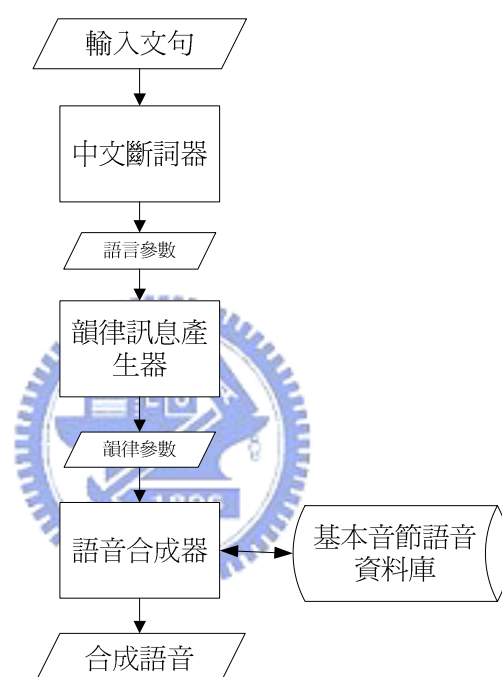 輸入文句
中文斷詞器
語言參數
韻律訊息產
生器
韻律參數
語音合成器
基本音節語音
資料庫
合成語音